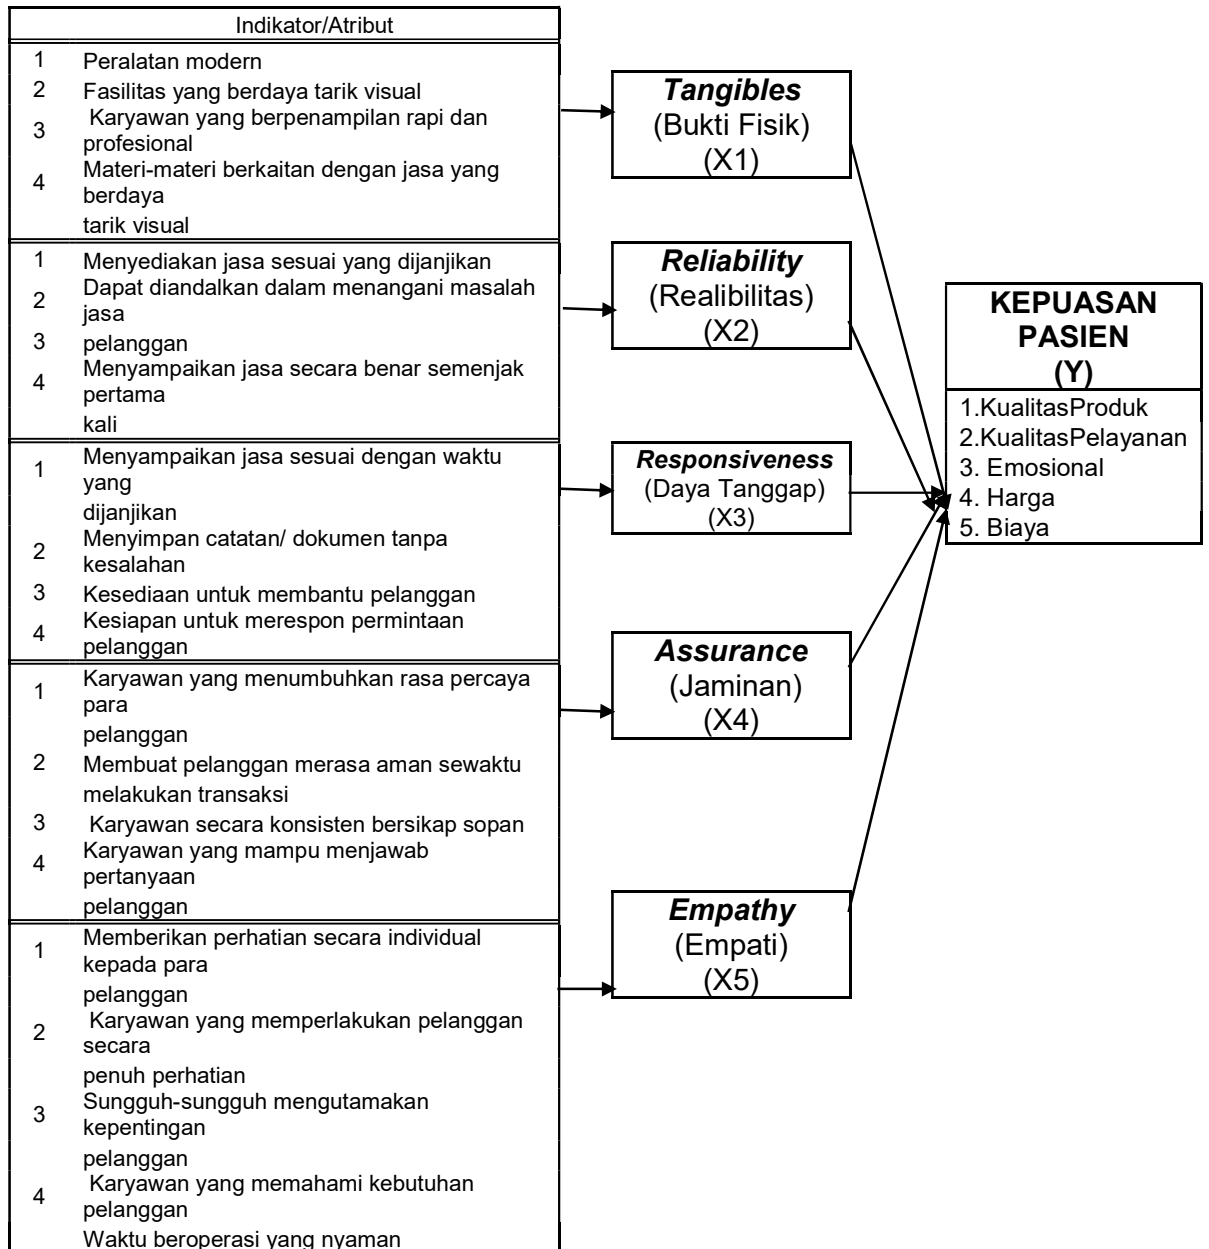 Indikator/Atribut
1 Peralatan modern
2 Fasilitas yang berdaya tarik visual
3 Karyawan yang berpenampilan rapi dan
profesional
4 Materi-materi berkaitan dengan jasa yang
berdaya
tarik visual
1 Menyediakan jasa sesuai yang dijanjikan
2 Dapat diandalkan dalam menangani masalah
jasa
3 pelanggan
4 Menyampaikan jasa secara benar semenjak
pertama
kali
1 Menyampaikan jasa sesuai dengan waktu
yang
dijanjikan
2 Menyimpan catatan/ dokumen tanpa
kesalahan
3 Kesediaan untuk membantu pelanggan
4 Kesiapan untuk merespon permintaan
pelanggan
1 Karyawan yang menumbuhkan rasa percaya
para
pelanggan
2 Membuat pelanggan merasa aman sewaktu
melakukan transaksi
3 Karyawan secara konsisten bersikap sopan
4 Karyawan yang mampu menjawab
pertanyaan
pelanggan
1 Memberikan perhatian secara individual
kepada para
pelanggan
2 Karyawan yang memperlakukan pelanggan
secara
penuh perhatian
3 Sungguh-sungguh mengutamakan
kepentingan
pelanggan
4 Karyawan yang memahami kebutuhan
pelanggan
Waktu beroperasi yang nyaman
Tangibles
(Bukti Fisik)
(X1)
Reliability
(Realibilitas)
(X2)
Responsiveness
(Daya Tanggap)
(X3)
Assurance
(Jaminan)
(X4)
Empathy
(Empati)
(X5)
KEPUASAN
PASIEN
(Y)
1.KualitasProduk
2.KualitasPelayanan
3. Emosional
4. Harga
5. Biaya